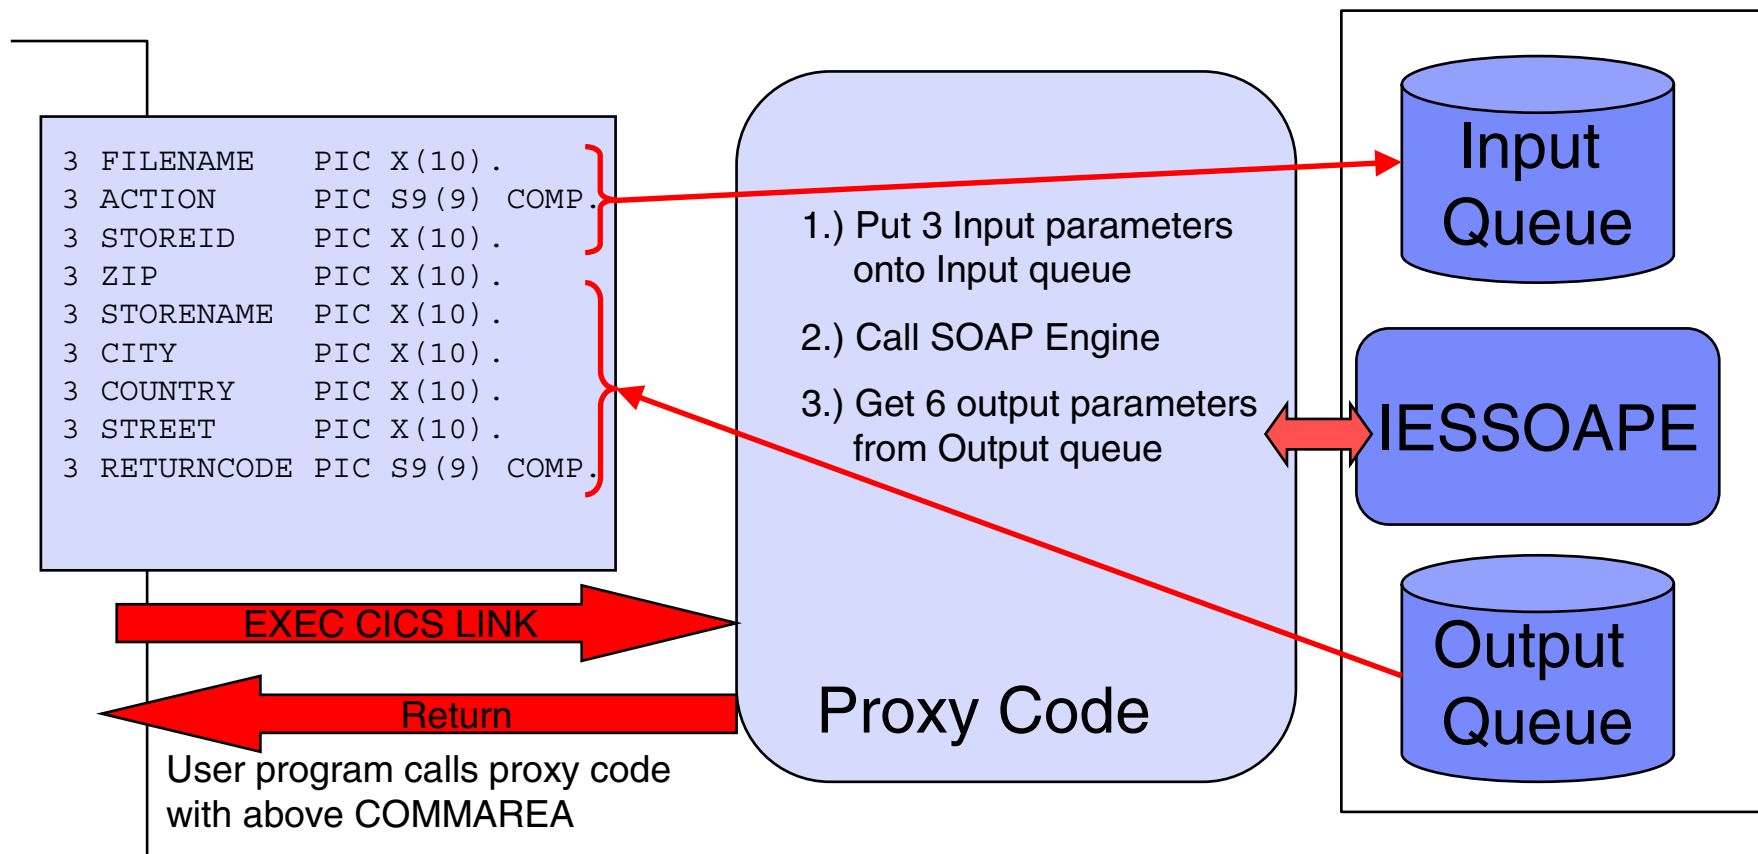 3 FILENAME PIC X(10).
3 ACTION PIC S9(9) COMP.
3 STOREID PIC X(10).
3 ZIP PIC X(10).
3 STORENAME PIC X(10).
3 CITY PIC X(10).
3 COUNTRY PIC X(10).
3 STREET PIC X(10).
3 RETURNCODE PIC S9(9) COMP.
EXEC CICS LINK
Return
User program calls proxy code
with above COMMAREA
1.) Put 3 Input parameters
onto Input queue
2.) Call SOAP Engine
3.) Get 6 output parameters
from Output queue
Proxy Code
Input
Queue
IESSOAPE
Output
Queue